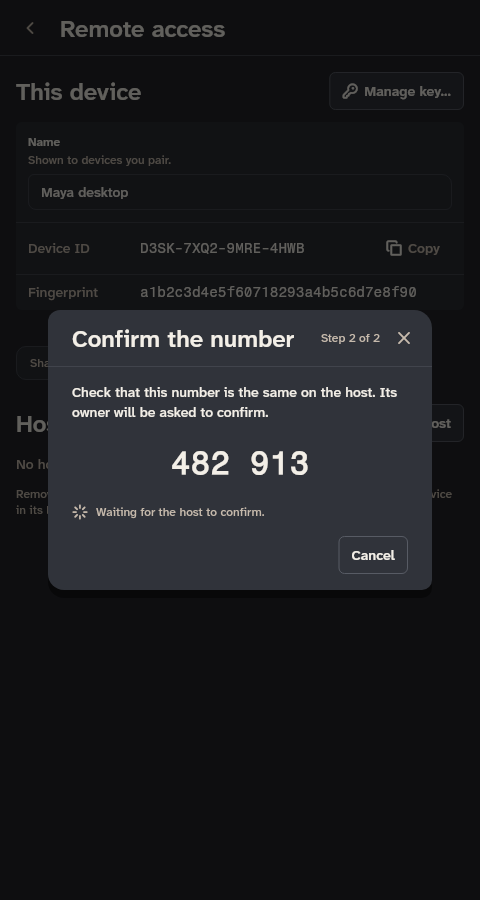 Remote access
This device
Manage key...
Name
Shown to devices you pair.
Maya desktop
Device ID D3SK-7XQ2-9MRE-4HWB Copy
Fingerprint a1b2c3d4e5f60718293a4b5c6d7e8f90
Confirm the number Step 2 of 2
Check that this number is the same on the host. Its
owner will be asked to confirm.
482 913
Waiting for the host to confirm.
Cancel
No
in its